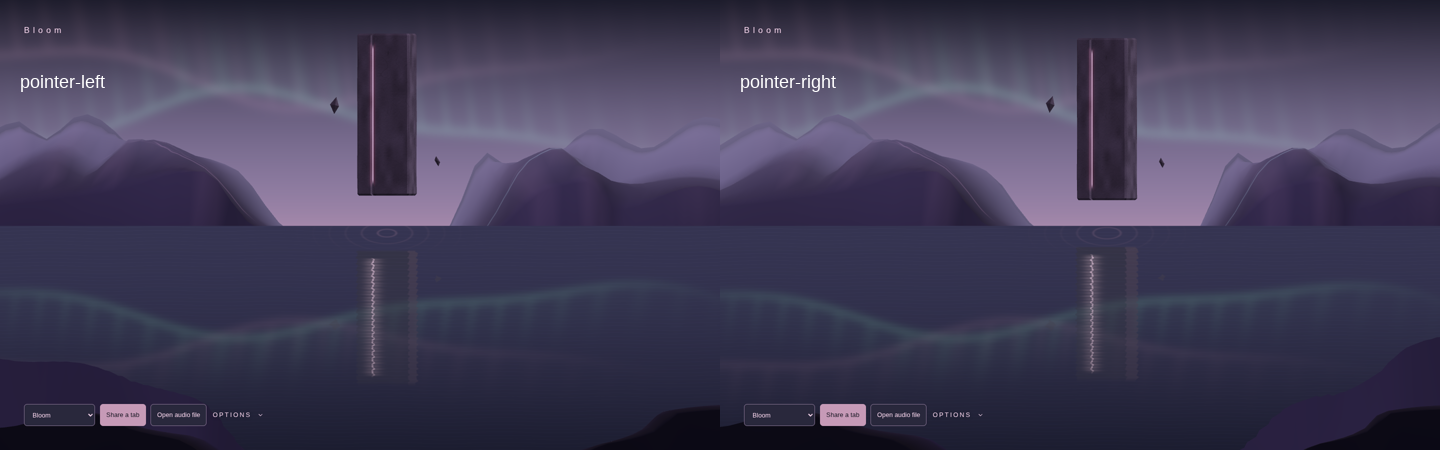 Bloom
pointer-left
Bloom Share a tab Open audio file OPTIONS
Bloom
pointer-right
Bloom Share a tab Open audio file OPTIONS